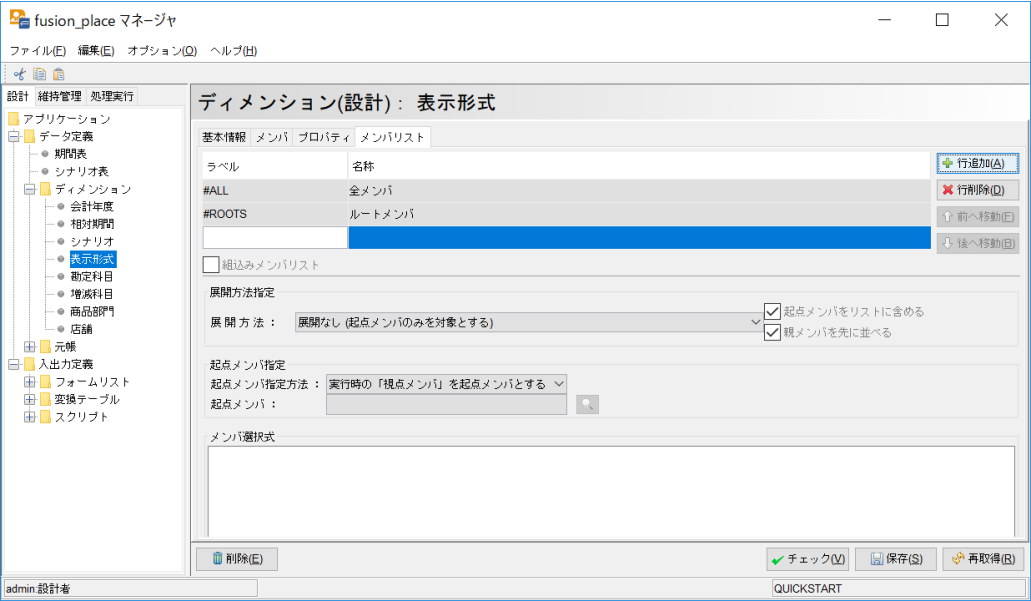 fusion_place マネージャ
ファイル(F) 編集(E) オプション(O) ヘルプ(H)
設計 維持管理 処理実行
アプリケーション
データ定義
期間表
シナリオ表
ディメンション
会計年度
相対期間
シナリオ
表示形式
勘定科目
増減科目
商品部門
店舗
元帳
入出力定義
フォームリスト
変換テーブル
スクリプト
ディメンション(設計)： 表示形式
基本情報 メンバ プロパティ メンバリスト
ラベル 名称
#ALL 全メンバ
#ROOTS ルートメンバ
行追加(A)
行削除(D)
前へ移動(F)
後へ移動(B)
組込みメンバリスト
展開方法指定
展開方法： 展開なし (起点メンバのみを対象とする)
起点メンバをリストに含める
親メンバを先に並べる
起点メンバ指定
起点メンバ指定方法： 実行時の「視点メンバ」を起点メンバとする
起点メンバ：
メンバ選択式
削除(E) チェック(V) 保存(S) 再取得(R)
admin:設計者 QUICKSTART